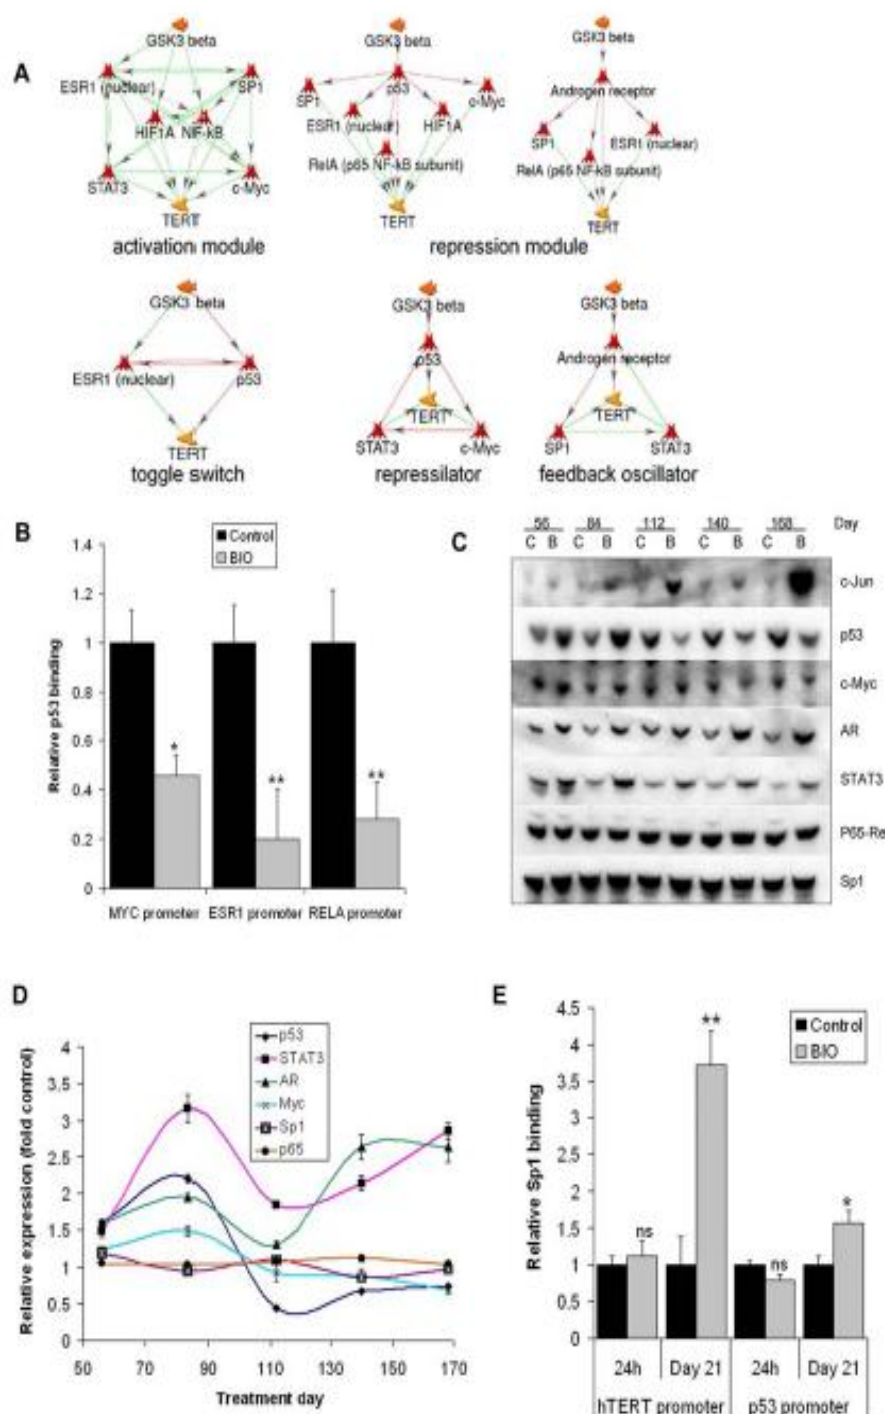 A
GSK3 beta
ESR1 (nuclear)
SP1
HIF1A
NF-kB
STAT3
c-Myc
TERT
activation module
GSK3 beta
SP1
p53
c-Myc
ESR1 (nuclear)
HIF1A
RelA (p65 NF-kB subunit)
TERT
GSK3 beta
Androgen receptor
SP1
ESR1 (nuclear)
RelA (p65 NF-kB subunit)
TERT
repression module
GSK3 beta
ESR1 (nuclear)
p53
TERT
toggle switch
GSK3 beta
p53
TERT
STAT3
c-Myc
repressilator
GSK3 beta
Androgen receptor
TERT
SP1
STAT3
feedback oscillator
B
Control
BIO
Relative p53 binding
1.4
1.2
1
0.8
0.6
0.4
0.2
0
*
**
**
MYC promoter
ESR1 promoter
RELA promoter
C
56 84 112 140 168 Day
C B C B C B C B C B
c-Jun
p53
c-Myc
AR
STAT3
P65-Re
Sp1
D
p53
STAT3
AR
Myc
Sp1
p65
Relative expression (fold control)
4
3.5
3
2.5
2
1.5
1
0.5
0
50 70 90 110 130 150 170
Treatment day
E
Control
BIO
Relative Sp1 binding
4.5
4
3.5
3
2.5
2
1.5
1
0.5
0
ns
**
ns
*
24h Day 21 24h Day 21
hTERT promoter p53 promoter